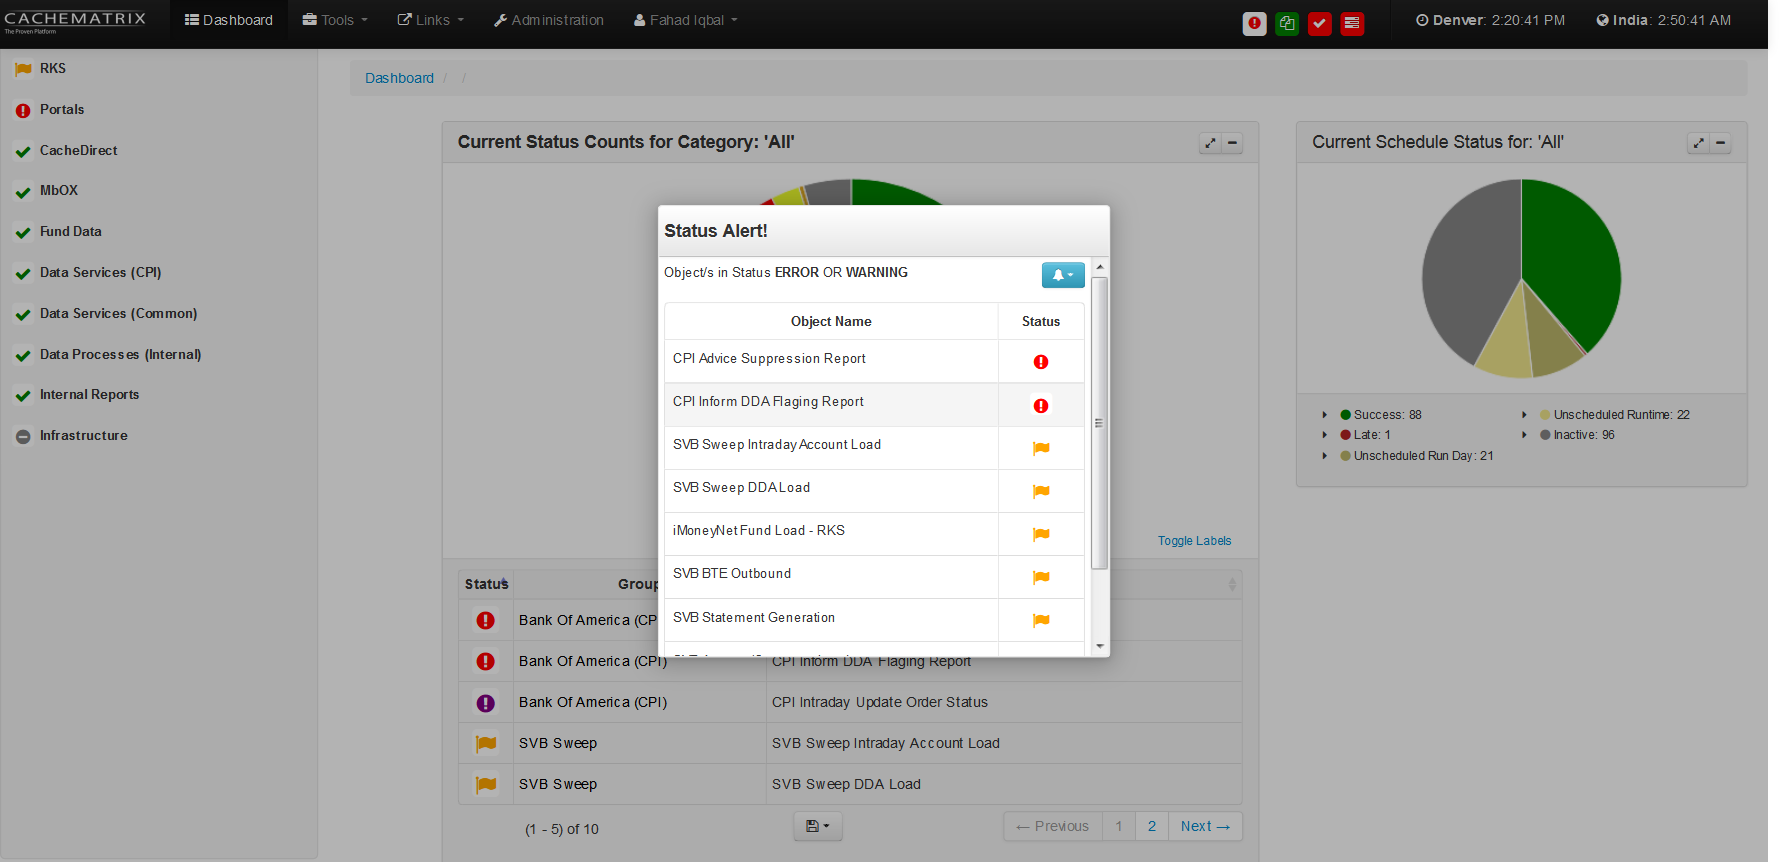 CACHEMATRIX
The Proven Platform
Dashboard
Tools
Links
Administration
Fahad Iqbal
Denver: 2:20:41 PM
India: 2:50:41 AM
RKS
Portals
CacheDirect
MbOX
Fund Data
Data Services (CPI)
Data Services (Common)
Data Processes (Internal)
Internal Reports
Infrastructure
Dashboard / /
Current Status Counts for Category: 'All'
Toggle Labels
Status Group
Bank Of America (CP
Bank Of America (CPI) CPI Inform DDA Flaging Report
Bank Of America (CPI) CPI Intraday Update Order Status
SVB Sweep SVB Sweep Intraday Account Load
SVB Sweep SVB Sweep DDA Load
(1 - 5) of 10
← Previous 1 2 Next →
Current Schedule Status for: 'All'
Success: 88
Late: 1
Unscheduled Run Day: 21
Unscheduled Runtime: 22
Inactive: 96
Status Alert!
Object/s in Status ERROR OR WARNING
Object Name Status
CPI Advice Suppression Report
CPI Inform DDA Flaging Report
SVB Sweep Intraday Account Load
SVB Sweep DDA Load
iMoneyNet Fund Load - RKS
SVB BTE Outbound
SVB Statement Generation